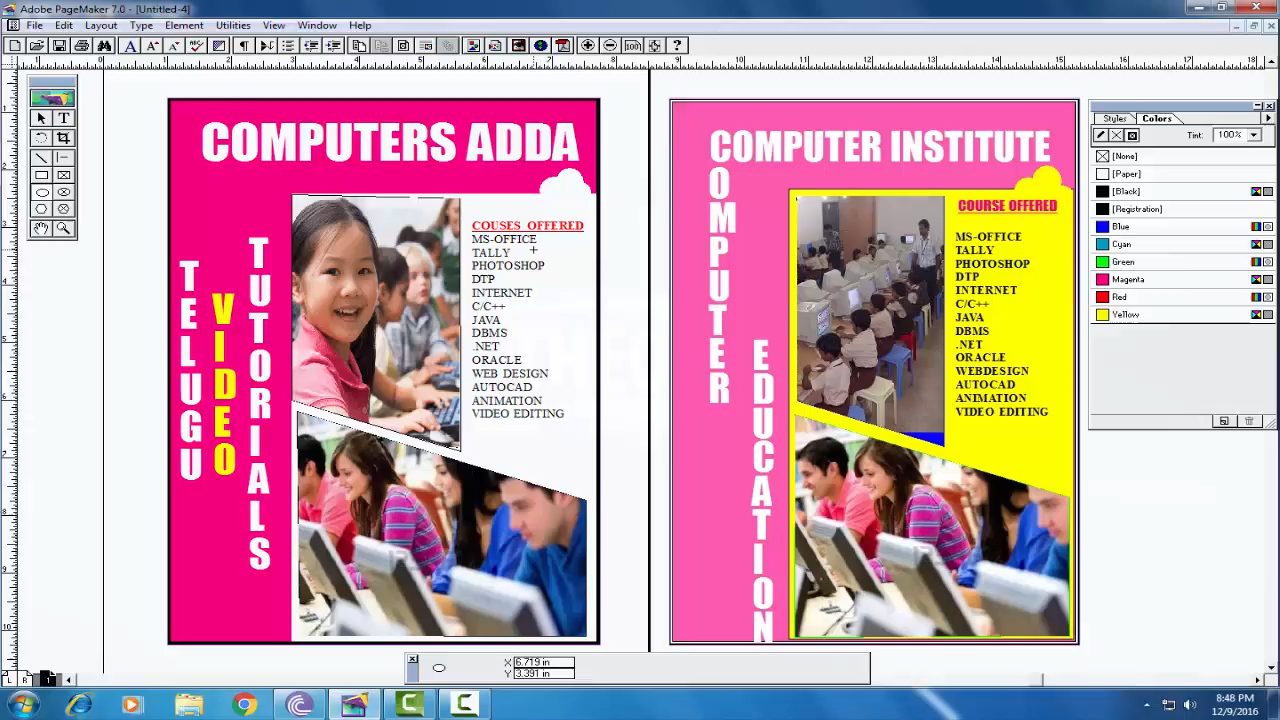 Adobe PageMaker 7.0 - [Untitled-4]
File Edit Layout Type Element Utilities View Window Help
COMPUTERS ADDA
TELUGU
VIDEO
TUTORIALS
COUSES OFFERED
MS-OFFICE
TALLY
PHOTOSHOP
DTP
INTERNET
C/C++
JAVA
DBMS
.NET
ORACLE
WEB DESIGN
AUTOCAD
ANIMATION
VIDEO EDITING
COMPUTER INSTITUTE
COMPUTER
EDUCATION
COURSE OFFERED
MS-OFFICE
TALLY
PHOTOSHOP
DTP
INTERNET
C/C++
JAVA
DBMS
.NET
ORACLE
WEBDESIGN
AUTOCAD
ANIMATION
VIDEO EDITING
Styles Colors
Tint: 100%
[None]
[Paper]
[Black]
[Registration]
Blue
Cyan
Green
Magenta
Red
Yellow
X 6.719 in
Y 3.391 in
L R 1
8:48 PM
12/9/2016